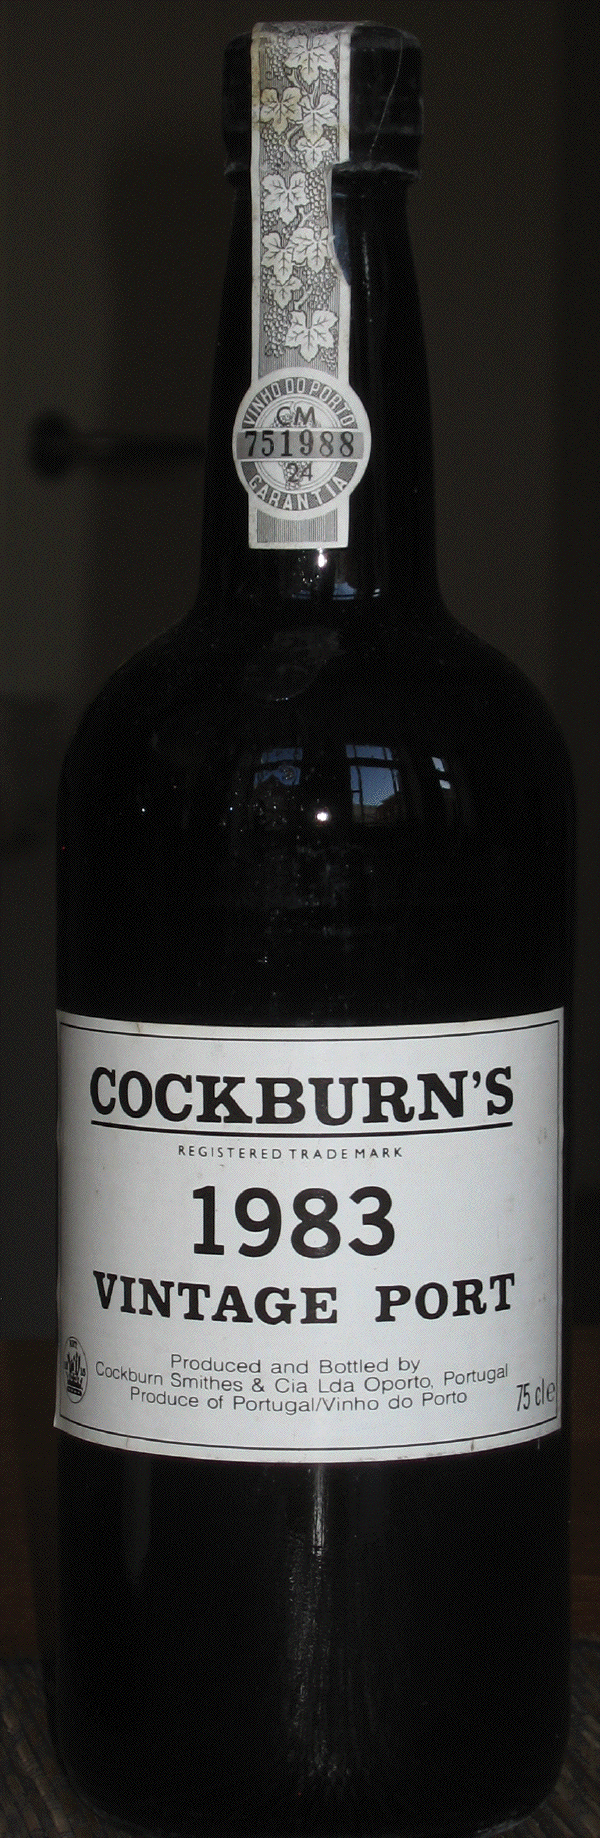 VINHO DO PORTO
CM
751988
24
GARANTIA
COCKBURN'S
REGISTERED TRADE MARK
1983
VINTAGE PORT
Produced and Bottled by
Cockburn Smithes & Cia Lda Oporto, Portugal
Produce of Portugal/Vinho do Porto
75 cl e